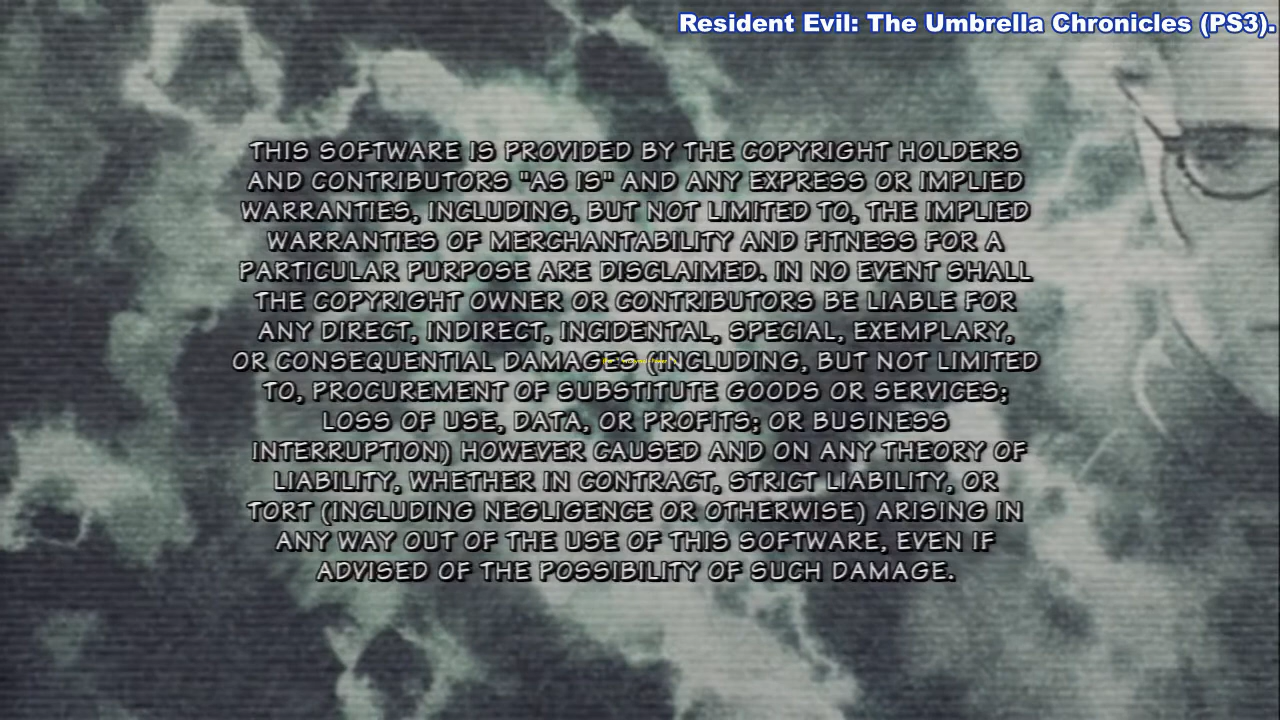 Resident Evil: The Umbrella Chronicles (PS3).
THIS SOFTWARE IS PROVIDED BY THE COPYRIGHT HOLDERS
AND CONTRIBUTORS "AS IS" AND ANY EXPRESS OR IMPLIED
WARRANTIES, INCLUDING, BUT NOT LIMITED TO, THE IMPLIED
WARRANTIES OF MERCHANTABILITY AND FITNESS FOR A
PARTICULAR PURPOSE ARE DISCLAIMED. IN NO EVENT SHALL
THE COPYRIGHT OWNER OR CONTRIBUTORS BE LIABLE FOR
ANY DIRECT, INDIRECT, INCIDENTAL, SPECIAL, EXEMPLARY,
OR CONSEQUENTIAL DAMAGES (INCLUDING, BUT NOT LIMITED
TO, PROCUREMENT OF SUBSTITUTE GOODS OR SERVICES;
LOSS OF USE, DATA, OR PROFITS; OR BUSINESS
INTERRUPTION) HOWEVER CAUSED AND ON ANY THEORY OF
LIABILITY, WHETHER IN CONTRACT, STRICT LIABILITY, OR
TORT (INCLUDING NEGLIGENCE OR OTHERWISE) ARISING IN
ANY WAY OUT OF THE USE OF THIS SOFTWARE, EVEN IF
ADVISED OF THE POSSIBILITY OF SUCH DAMAGE.